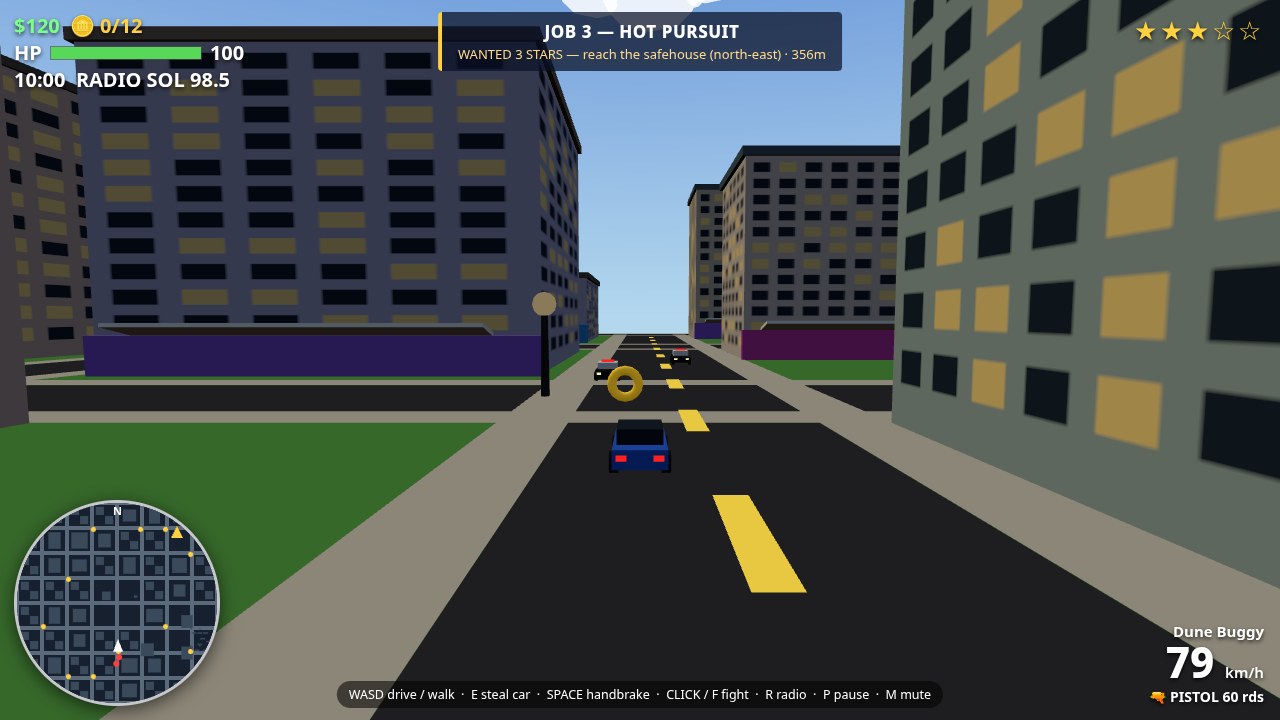 $120 🪙 0/12
HP 100
10:00 RADIO SOL 98.5
JOB 3 — HOT PURSUIT
WANTED 3 STARS — reach the safehouse (north-east) · 356m
★★★☆☆
N
Dune Buggy
79 km/h
🔫 PISTOL 60 rds
WASD drive / walk · E steal car · SPACE handbrake · CLICK / F fight · R radio · P pause · M mute